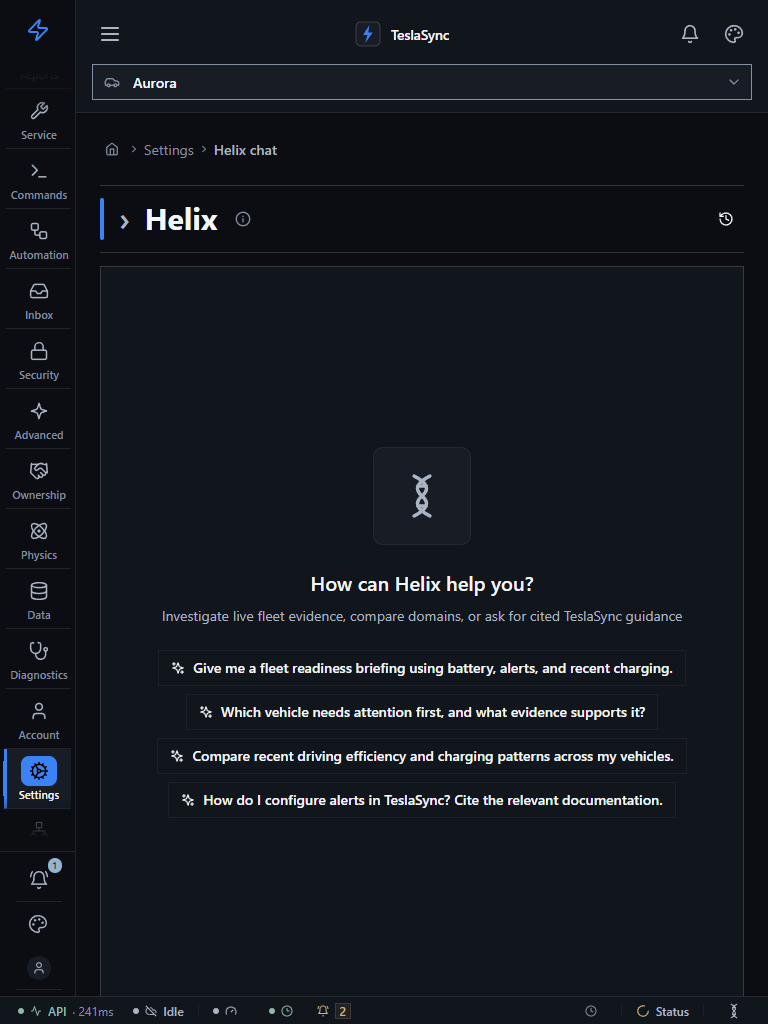 TeslaSync
Aurora
Service
Commands
Automation
Inbox
Security
Advanced
Ownership
Physics
Data
Diagnostics
Account
Settings
1
Settings > Helix chat
› Helix
How can Helix help you?
Investigate live fleet evidence, compare domains, or ask for cited TeslaSync guidance
Give me a fleet readiness briefing using battery, alerts, and recent charging.
Which vehicle needs attention first, and what evidence supports it?
Compare recent driving efficiency and charging patterns across my vehicles.
How do I configure alerts in TeslaSync? Cite the relevant documentation.
API · 241ms Idle 2 Status